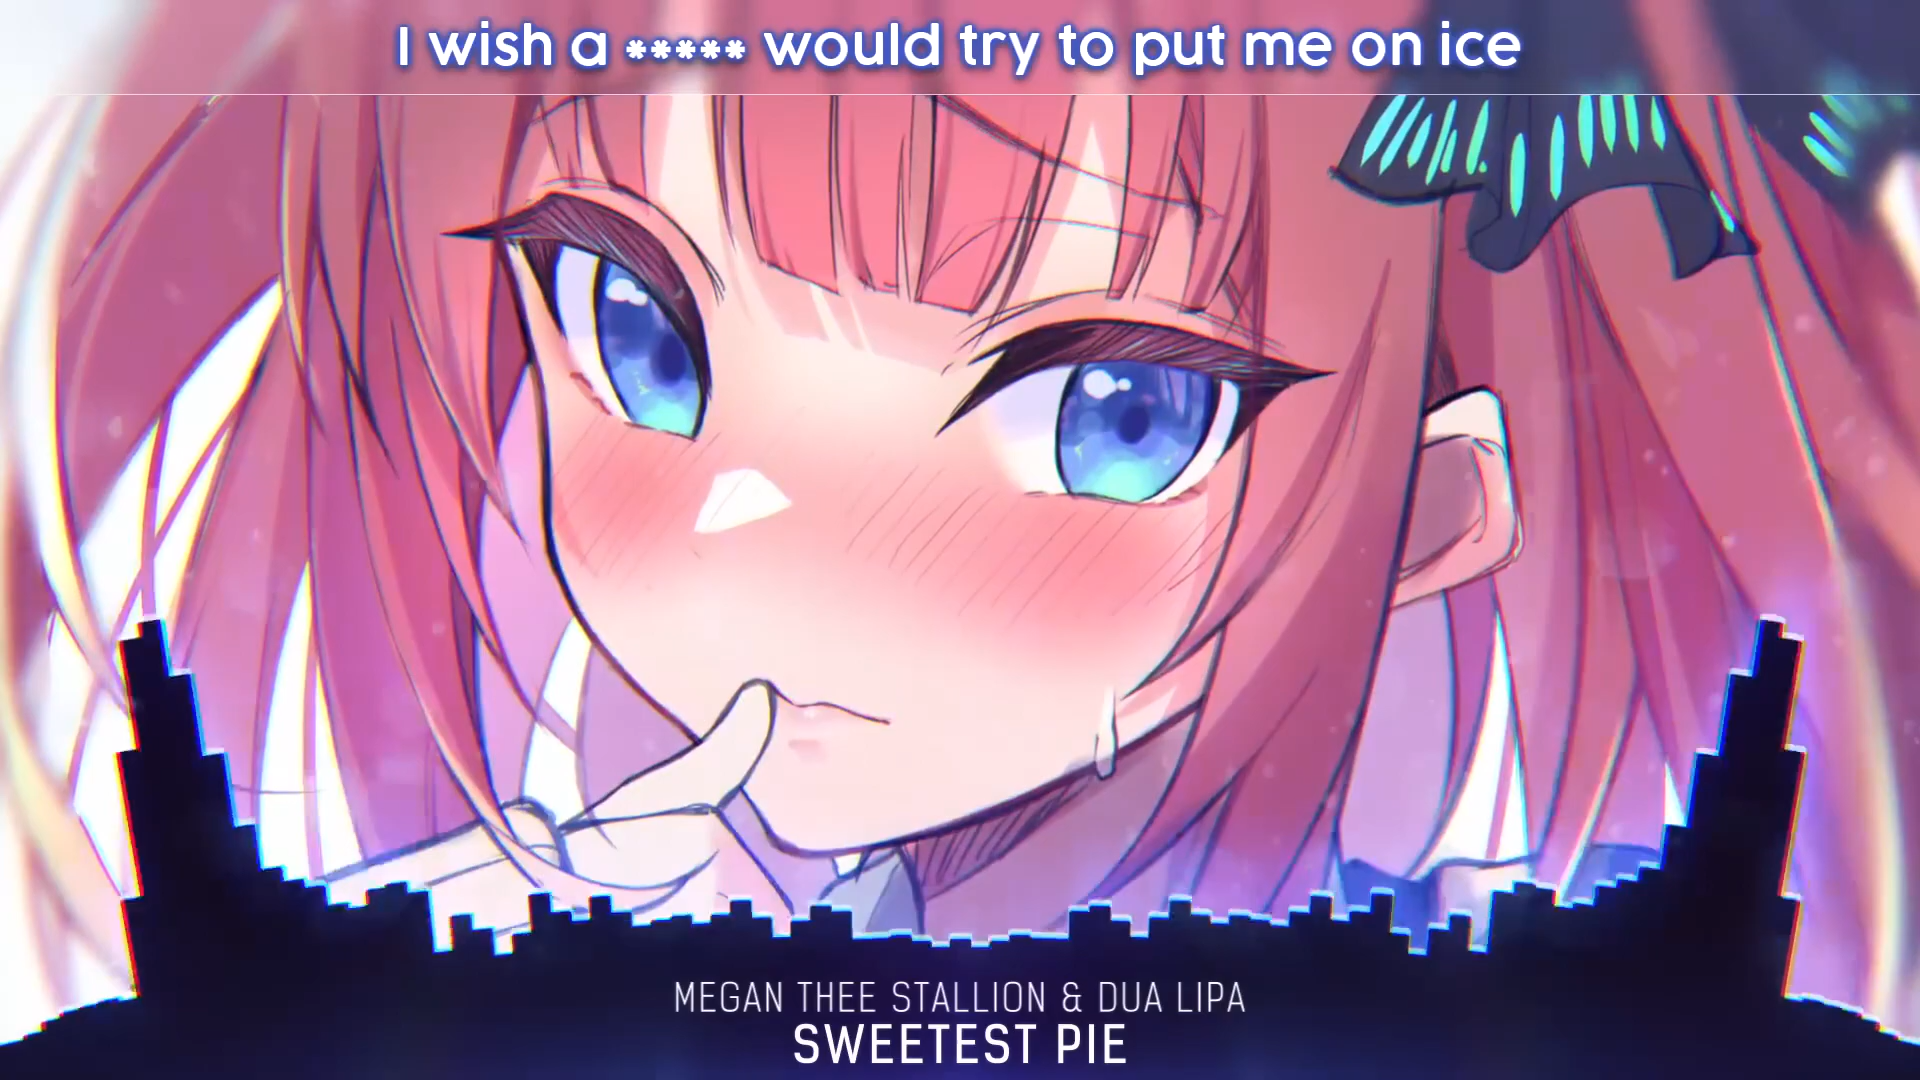 I wish a ***** would try to put me on ice
MEGAN THEE STALLION & DUA LIPA
SWEETEST PIE